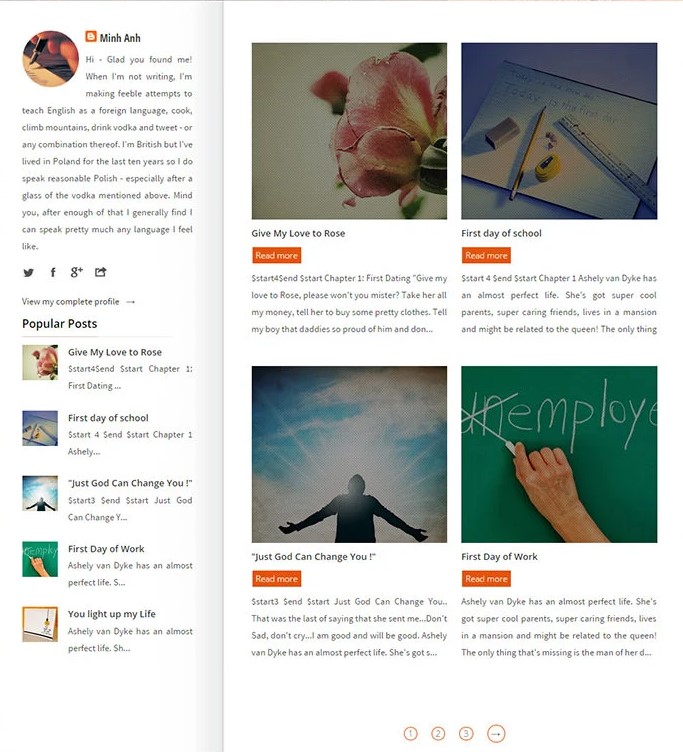 Minh Anh
Hi - Glad you found me!
When I'm not writing, I'm
making feeble attempts to
teach English as a foreign language, cook,
climb mountains, drink vodka and tweet - or
any combination thereof. I'm British but I've
lived in Poland for the last ten years so I do
speak reasonable Polish - especially after a
glass of the vodka mentioned above. Mind
you, after enough of that I generally find I
can speak pretty much any language I feel
like.
View my complete profile →
Popular Posts
Give My Love to Rose
$start4$end $start Chapter 1:
First Dating ...
First day of school
$start 4 $end $start Chapter 1
Ashely...
"Just God Can Change You !"
$start3 $end $start Just God
Can Change Y...
First Day of Work
Ashely van Dyke has an almost
perfect life. S...
You light up my Life
Ashely van Dyke has an almost
perfect life. Sh...
Give My Love to Rose
Read more
$start4$end $start Chapter 1: First Dating "Give my
love to Rose, please won't you mister? Take her all
my money, tell her to buy some pretty clothes. Tell
my boy that daddies so proud of him and don...
Today is the first day
First day of school
Read more
$start 4 $end $start Chapter 1 Ashely van Dyke has
an almost perfect life. She's got super cool
parents, super caring friends, lives in a mansion
and might be related to the queen! The only thing
"Just God Can Change You !"
Read more
$start3 $end $start Just God Can Change You..
That was the last of saying that she sent me...Don't
Sad, don't cry...I am good and will be good. Ashely
van Dyke has an almost perfect life. She's got s...
unemploye
First Day of Work
Read more
Ashely van Dyke has an almost perfect life. She's
got super cool parents, super caring friends, lives
in a mansion and might be related to the queen!
The only thing that's missing is the man of her d...
1 2 3 →